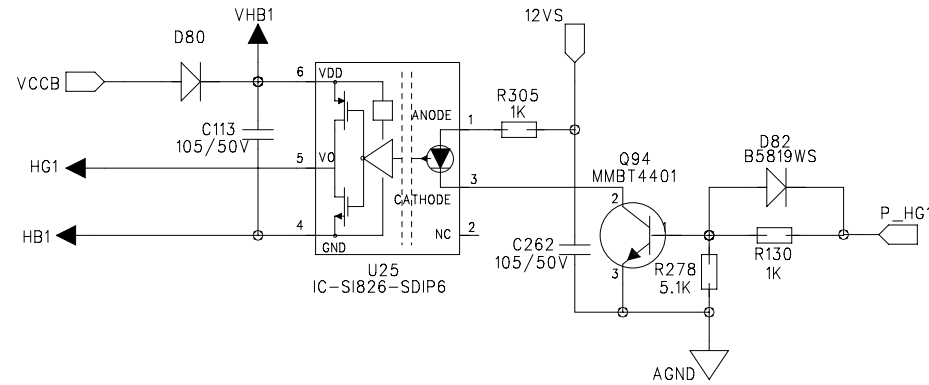 VHB1
12VS
D80
VCCB
6
VDD
R305
1K
ANODE
1
C113
105/50V
D82
B5819WS
Q94
MMBT4401
HG1
5
VO
3
CATHODE
2
P_HG1
1
HB1
4
GND
NC
2
C262
105/50V
R130
1K
3
R278
5.1K
U25
IC-SI826-SDIP6
AGND